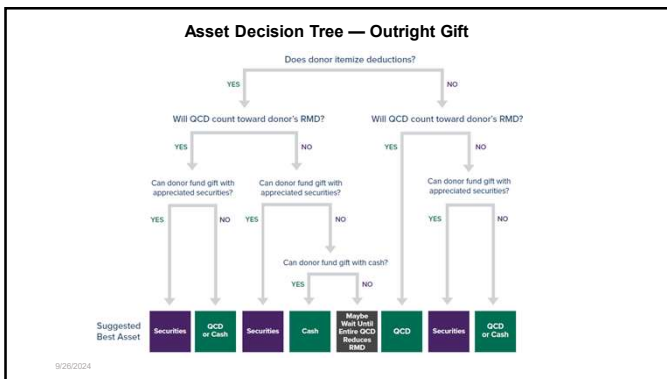 Asset Decision Tree — Outright Gift
Does donor itemize deductions?
YES
NO
Will QCD count toward donor's RMD?
Will QCD count toward donor's RMD?
YES
NO
YES
NO
Can donor fund gift with
appreciated securities?
Can donor fund gift with
appreciated securities?
Can donor fund gift with
appreciated securities?
YES
NO
YES
NO
YES
NO
Can donor fund gift with cash?
YES
NO
Suggested
Best Asset
Securities
QCD
or Cash
Securities
Cash
Maybe
Wait Until
Entire QCD
Reduces
RMD
QCD
Securities
QCD
or Cash
9/26/2024